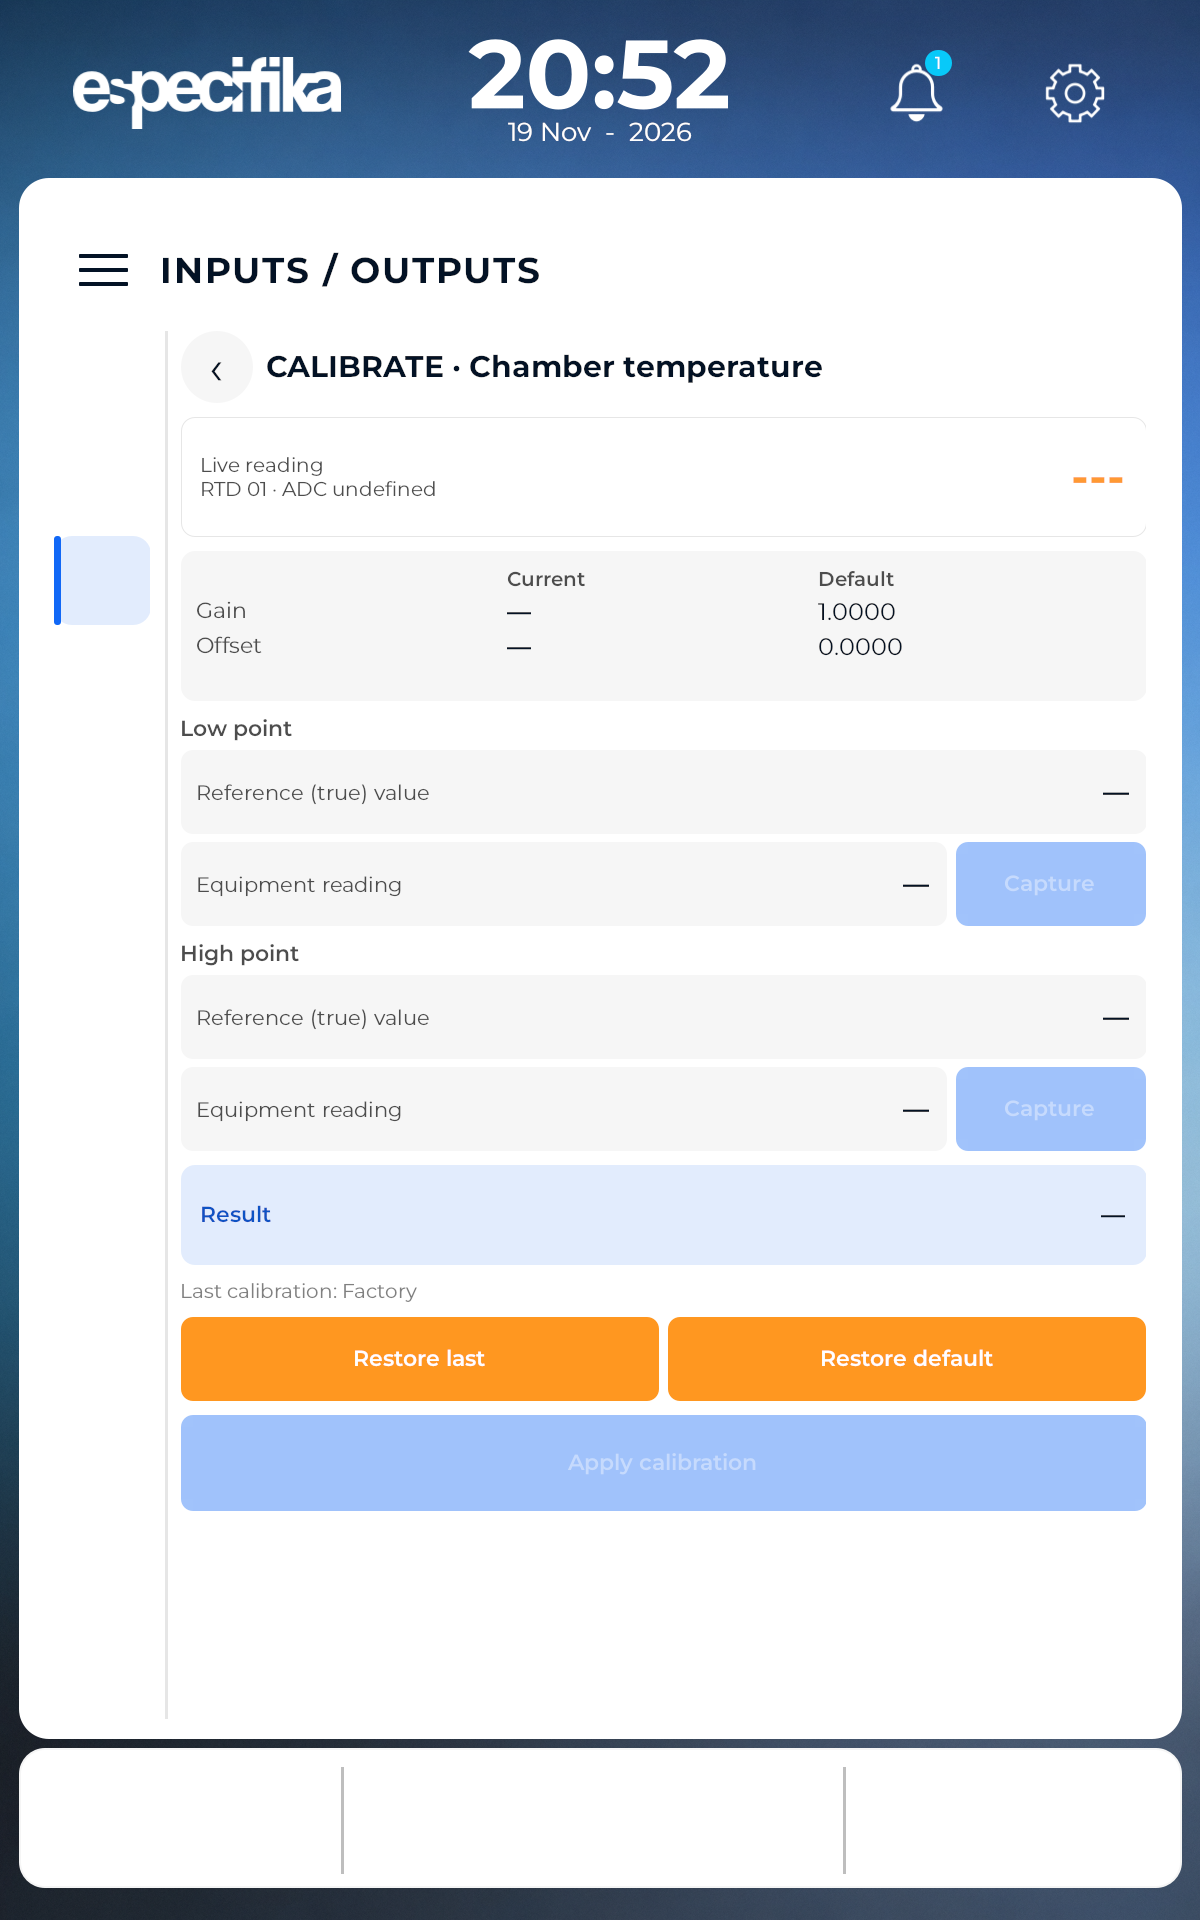 e-specifika
20:52
19 Nov - 2026
1
INPUTS / OUTPUTS
‹ CALIBRATE · Chamber temperature
Live reading
RTD 01 · ADC undefined
---
Current Default
Gain — 1.0000
Offset — 0.0000
Low point
Reference (true) value —
Equipment reading — Capture
High point
Reference (true) value —
Equipment reading — Capture
Result —
Last calibration: Factory
Restore last Restore default
Apply calibration